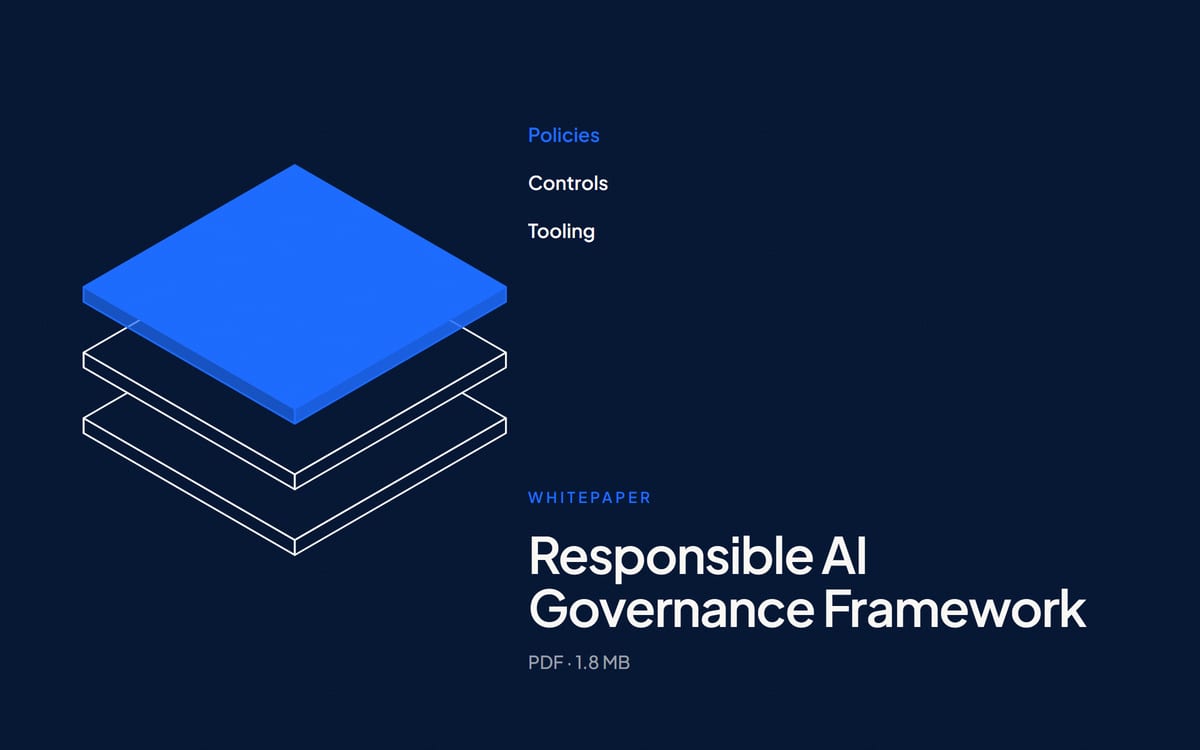 Policies
Controls
Tooling
WHITEPAPER
Responsible AI
Governance Framework
PDF · 1.8 MB